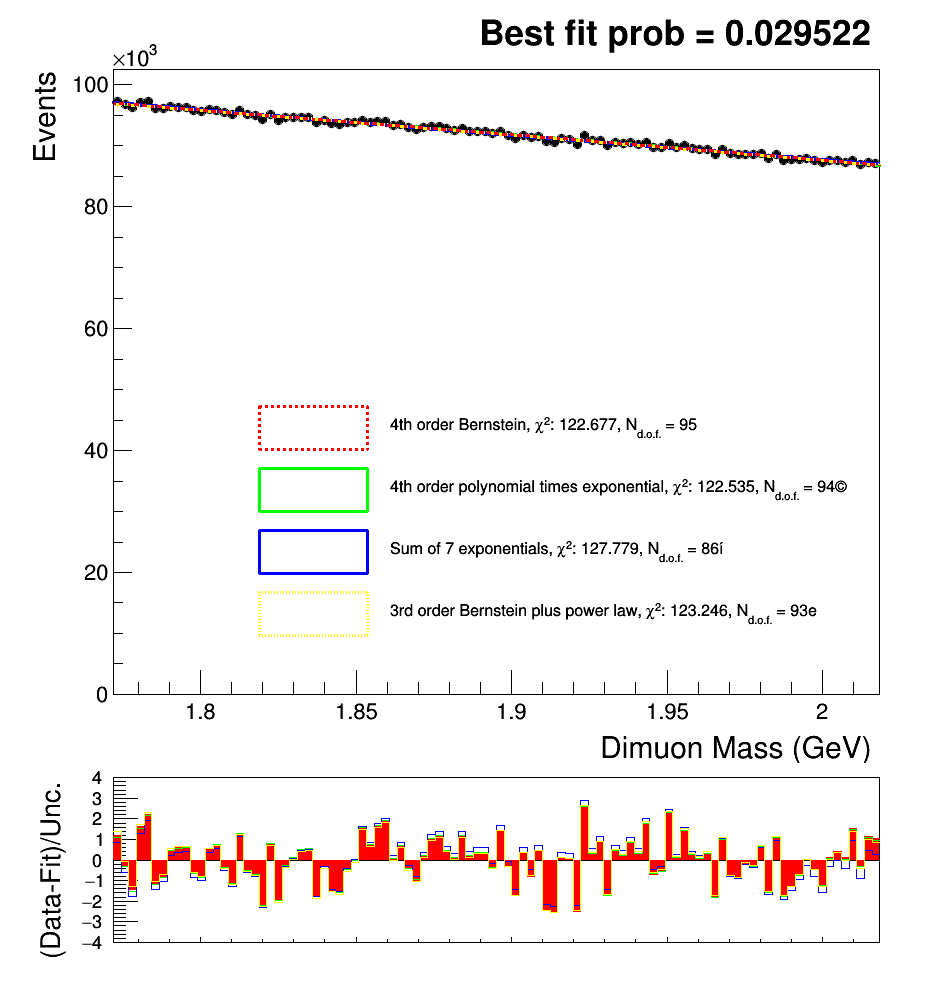 Best fit prob = 0.029522
×10³
Events
100
80
60
40
20
0
4th order Bernstein, χ²: 122.677, N_d.o.f. = 95
4th order polynomial times exponential, χ²: 122.535, N_d.o.f. = 94©
Sum of 7 exponentials, χ²: 127.779, N_d.o.f. = 86í
3rd order Bernstein plus power law, χ²: 123.246, N_d.o.f. = 93e
1.8 1.85 1.9 1.95 2
Dimuon Mass (GeV)
(Data-Fit)/Unc.
4
3
2
1
0
−1
−2
−3
−4